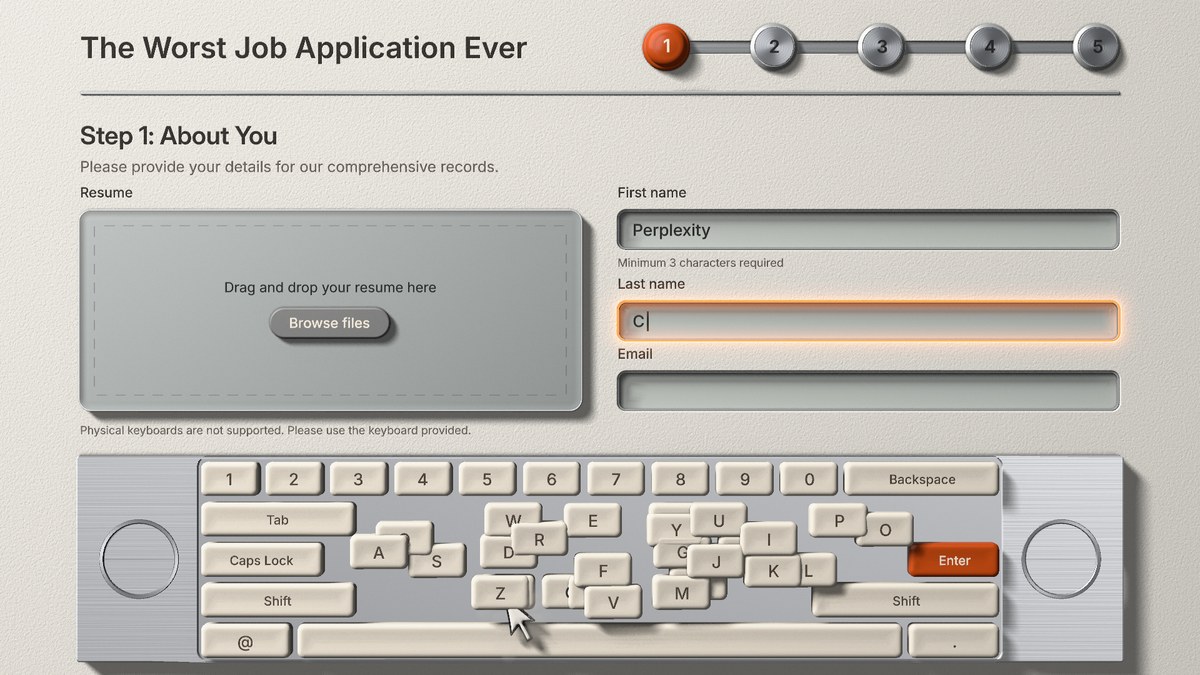 The Worst Job Application Ever
1 2 3 4 5
Step 1: About You
Please provide your details for our comprehensive records.
Resume
Drag and drop your resume here
Browse files
First name
Perplexity
Minimum 3 characters required
Last name
C
Email
Physical keyboards are not supported. Please use the keyboard provided.
1 2 3 4 5 6 7 8 9 0 Backspace
Tab W E Y U P O
R I
Caps Lock A S D G J Enter
F K L
Shift Z V M Shift
@ .